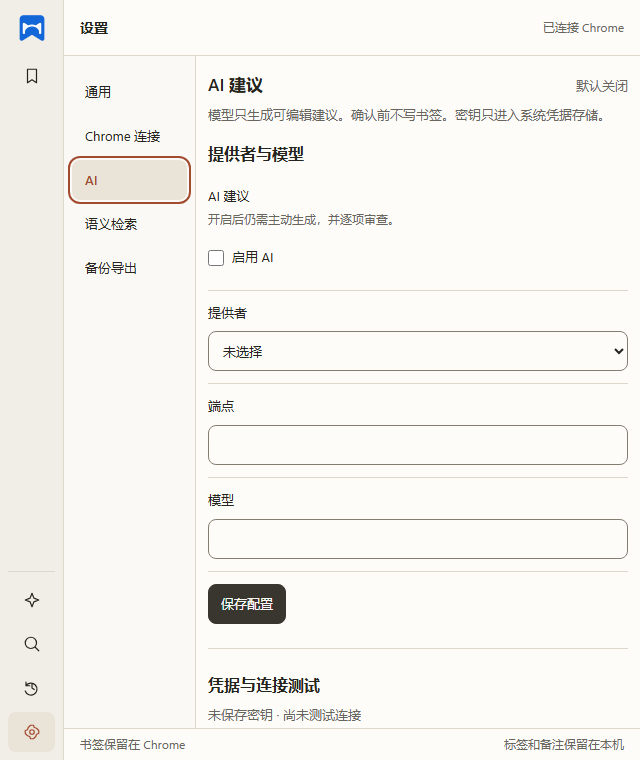 设置
已连接 Chrome
通用
Chrome 连接
AI
语义检索
备份导出
AI 建议
默认关闭
模型只生成可编辑建议。确认前不写书签。密钥只进入系统凭据存储。
提供者与模型
AI 建议
开启后仍需主动生成，并逐项审查。
启用 AI
提供者
未选择
端点
模型
保存配置
凭据与连接测试
未保存密钥 · 尚未测试连接
书签保留在 Chrome
标签和备注保留在本机